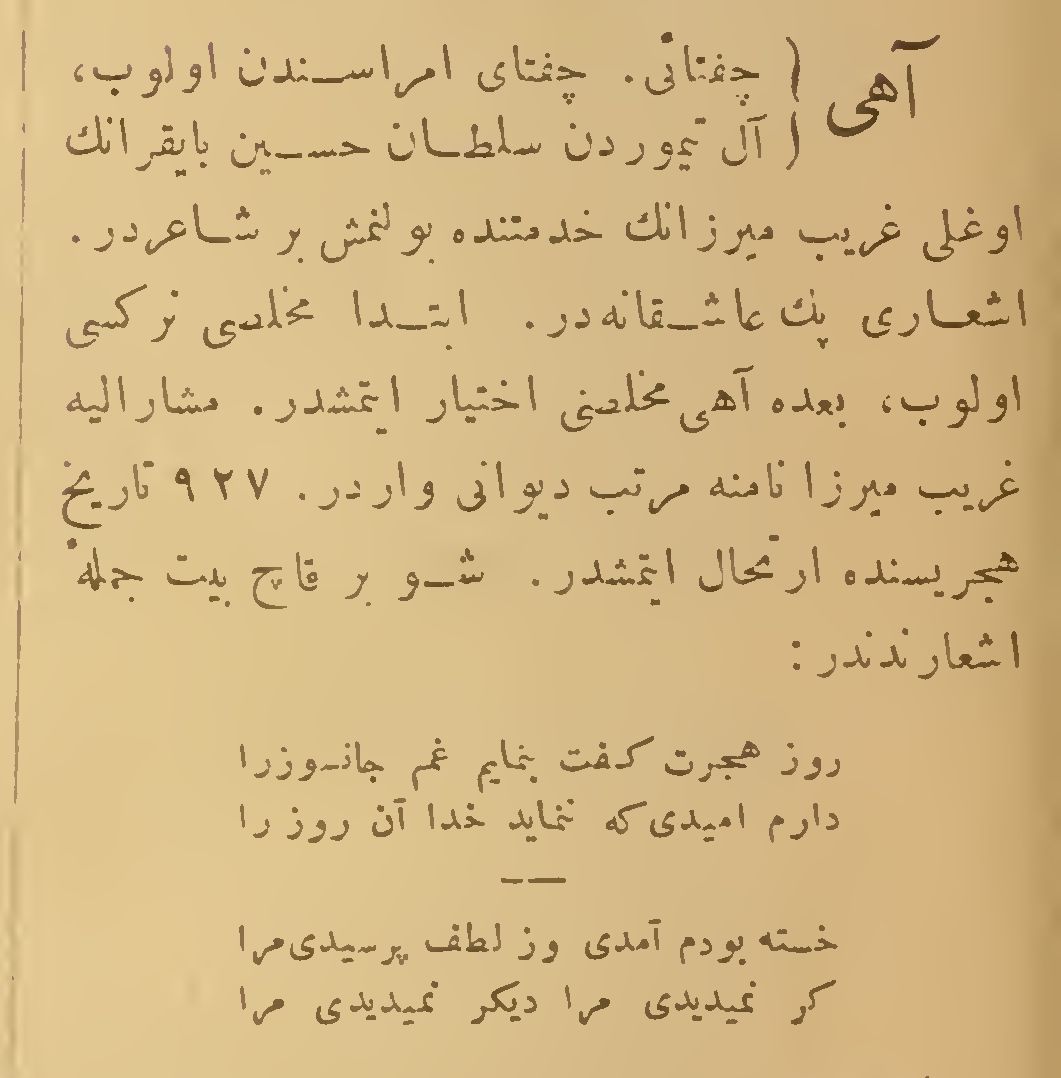 آهی ( چغتائی. چغتای امراسندن اولوب،
( آل تیموردن سلطان حسین بایقرانك
اوغلی غریب میرزانك خدمتنده بولنمش بر شاعردر.
اشعاری پك عاشقانه‌در. ابتدا مخلصی نرکسی
اولوب، بعده آهی مخلصنی اختیار ایتمشدر. مشارالیه
غریب میرزا نامنه مرتب دیوانی واردر. ۹۲۷ تاریخ
هجریسنده ارتحال ایتمشدر. شو بر قاچ بیت جملهٔ
اشعارندندر:
روز هجرت کفت بنمایم غم جانسوزرا
دارم امیدی که ننماید خدا آن روز را
—
خسته بودم آمدی وز لطف پرسیدی مرا
کر نمیدیدی مرا دیکر نمیدیدی مرا